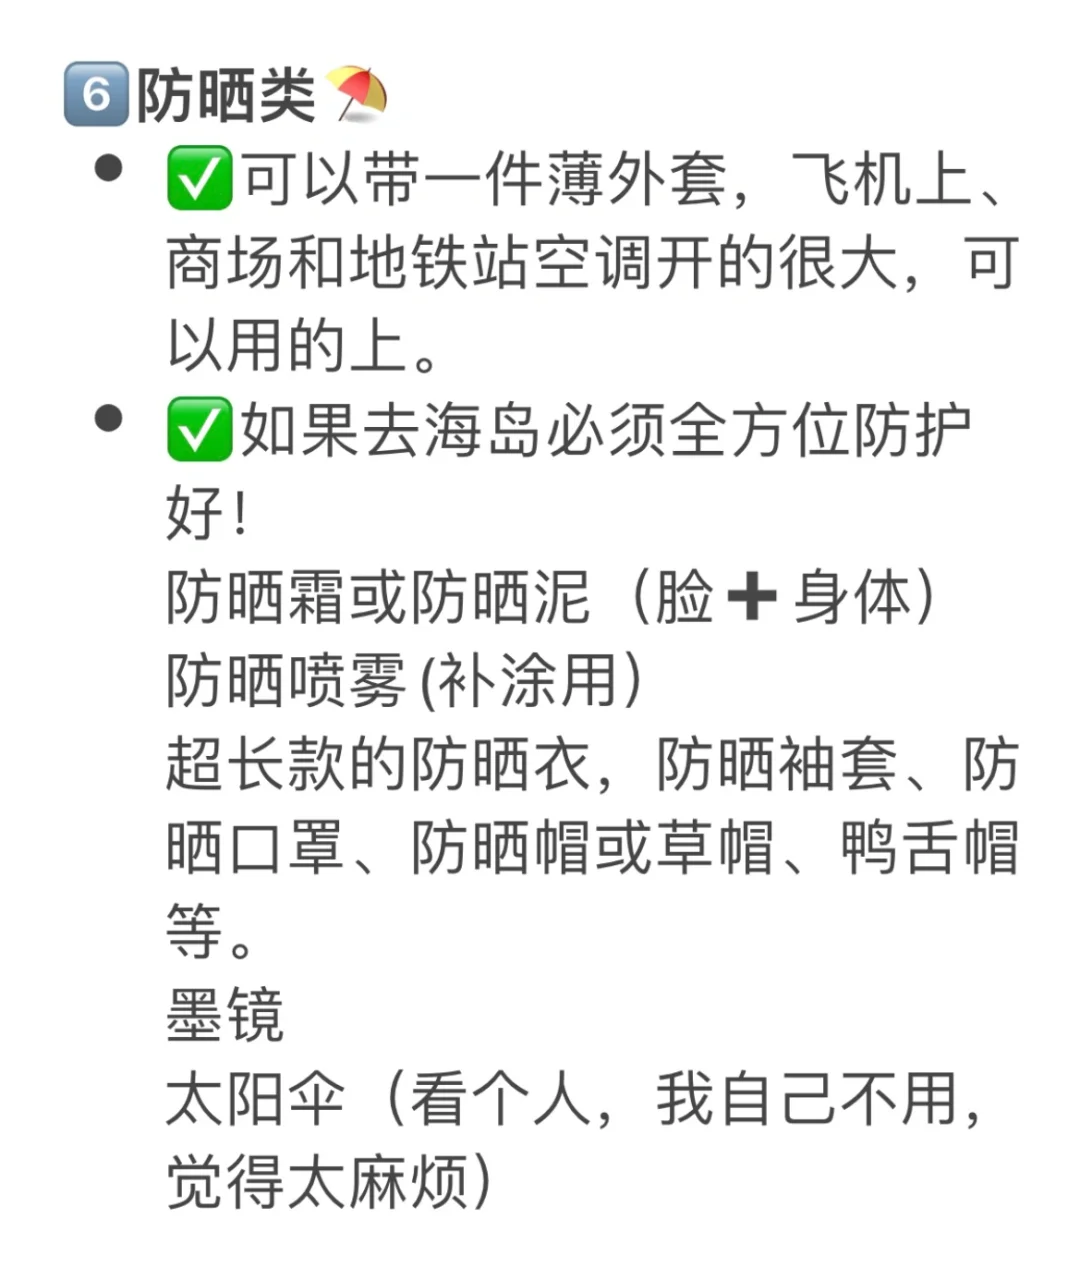 6️⃣防晒类⛱️
• ✅可以带一件薄外套，飞机上、
商场和地铁站空调开的很大，可
以用的上。
• ✅如果去海岛必须全方位防护
好！
防晒霜或防晒泥（脸➕身体）
防晒喷雾(补涂用）
超长款的防晒衣，防晒袖套、防
晒口罩、防晒帽或草帽、鸭舌帽
等。
墨镜
太阳伞（看个人，我自己不用，
觉得太麻烦）